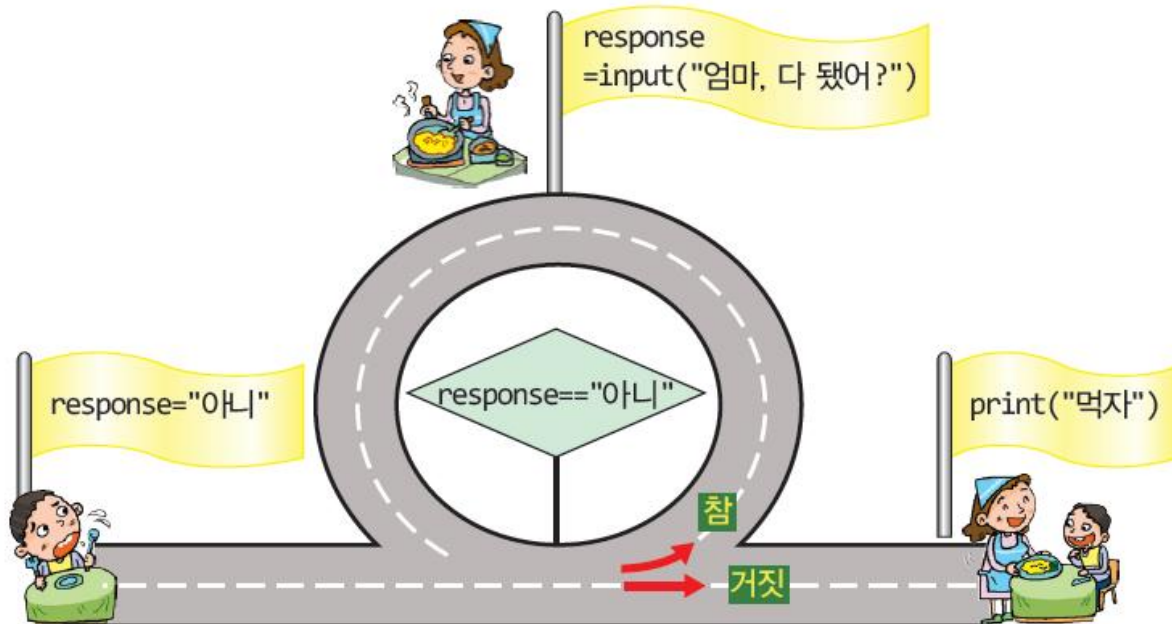 response
=input("엄마, 다 됐어?")
response="아니"
response=="아니"
print("먹자")
참
거짓